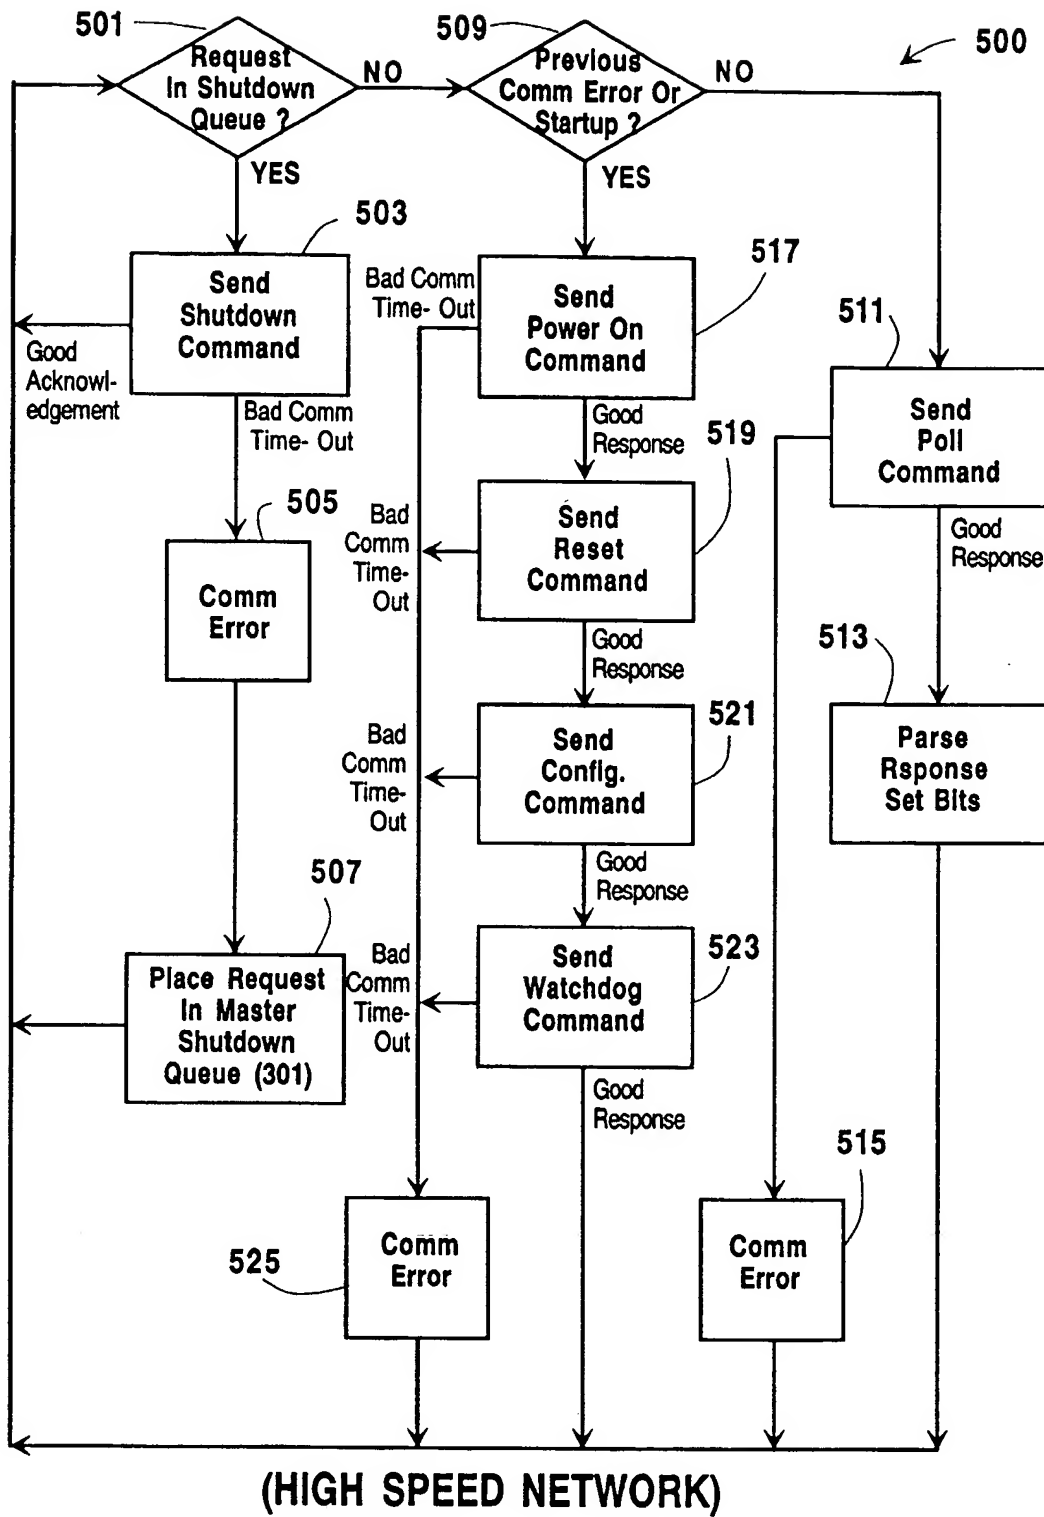 501
Request
In Shutdown
Queue ?
NO
YES
509
Previous
Comm Error Or
Startup ?
NO
YES
500
503
Send
Shutdown
Command
Good
Acknowl-
edgement
Bad Comm
Time- Out
505
Comm
Error
507
Place Request
In Master
Shutdown
Queue (301)
Bad Comm
Time- Out
517
Send
Power On
Command
Good
Response
519
Send
Reset
Command
Bad
Comm
Time-
Out
Good
Response
521
Send
Config.
Command
Bad
Comm
Time-
Out
Good
Response
523
Send
Watchdog
Command
Bad
Comm
Time-
Out
Good
Response
525
Comm
Error
511
Send
Poll
Command
Good
Response
513
Parse
Rsponse
Set Bits
515
Comm
Error
(HIGH SPEED NETWORK)